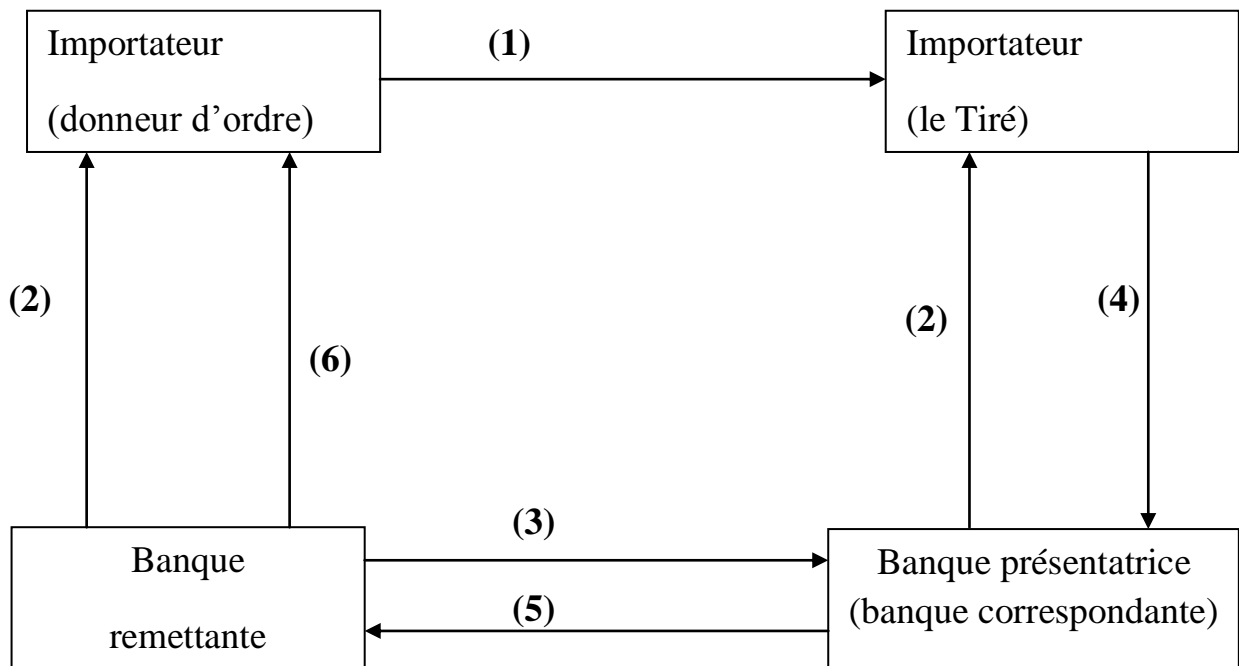 Importateur
(donneur d’ordre)
(1)
Importateur
(le Tiré)
(2)
(6)
(2)
(4)
Banque
remettante
(3)
(5)
Banque présentatrice
(banque correspondante)